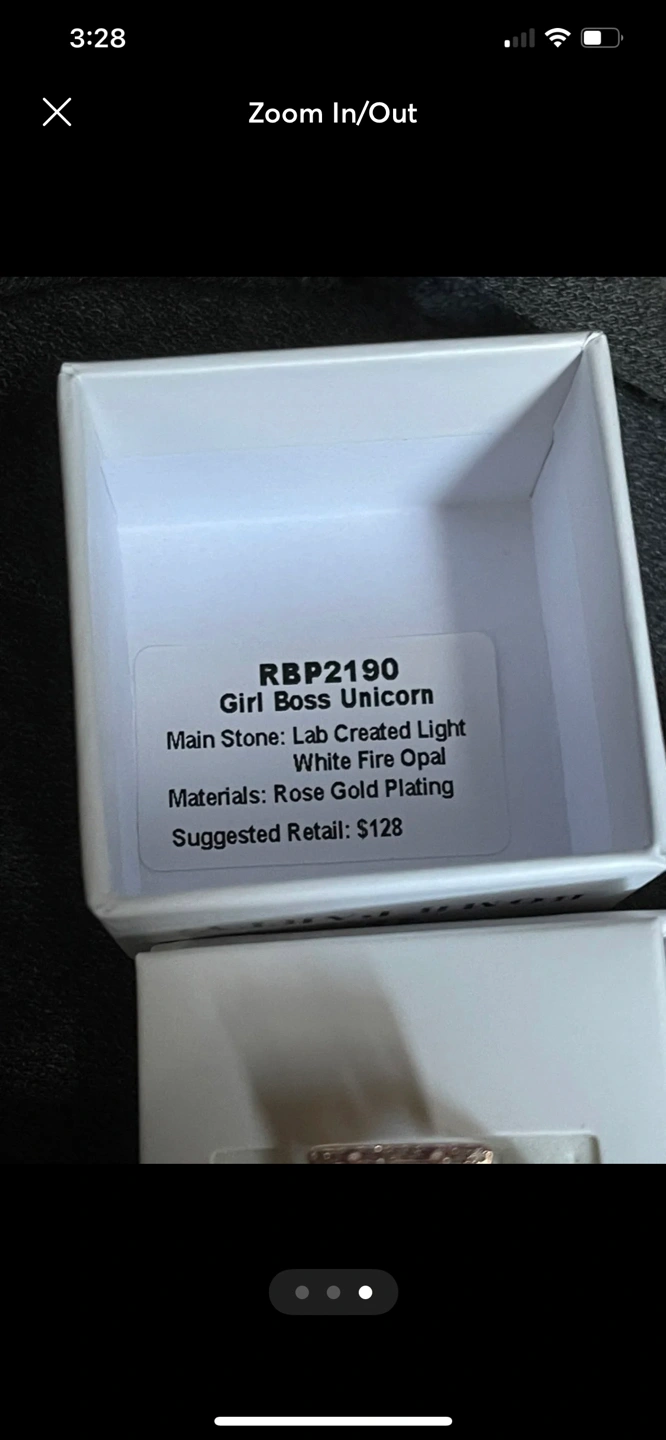 3:28
Zoom In/Out
RBP2190
Girl Boss Unicorn
Main Stone: Lab Created Light
White Fire Opal
Materials: Rose Gold Plating
Suggested Retail: $128